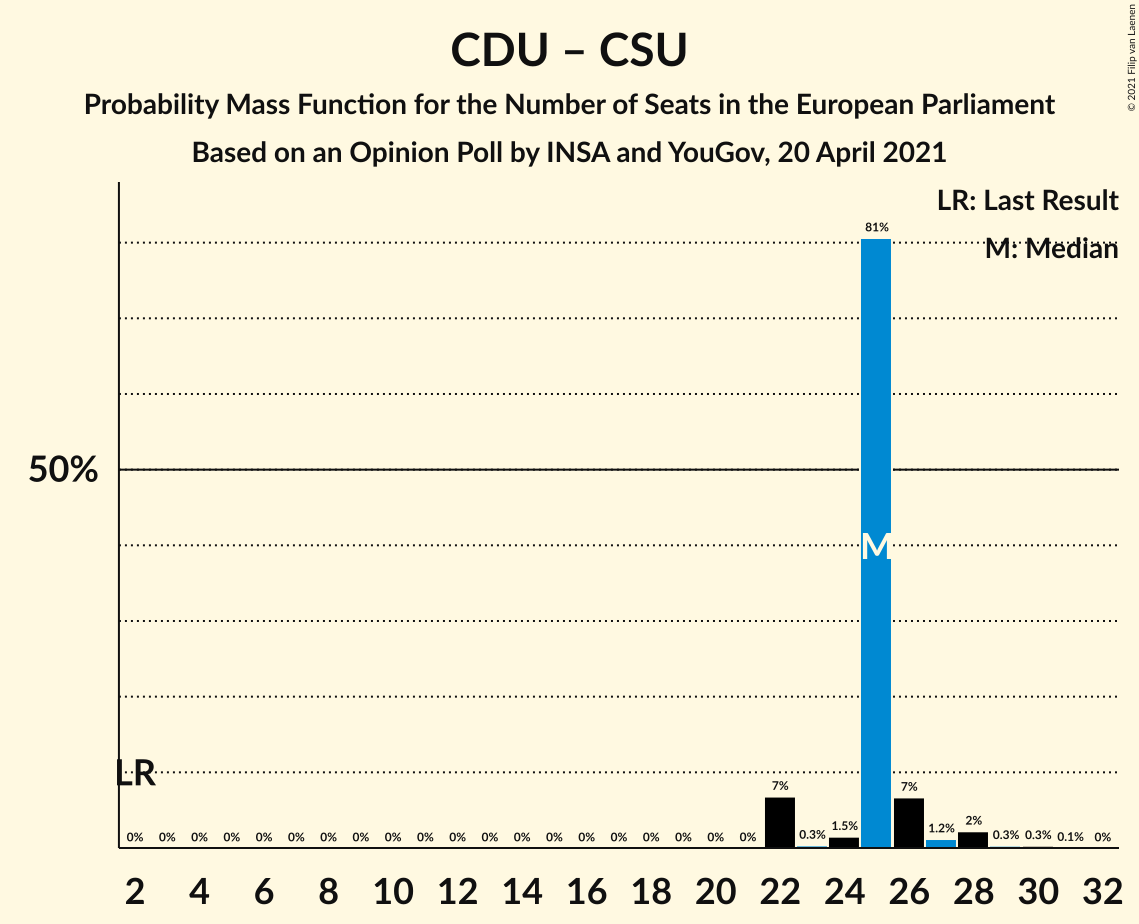 CDU – CSU
Probability Mass Function for the Number of Seats in the European Parliament
Based on an Opinion Poll by INSA and YouGov, 20 April 2021
© 2021 Filip van Laenen
LR: Last Result
M: Median
81%
50%
M
LR
0% 0% 0% 0% 0% 0% 0% 0% 0% 0% 0% 0% 0% 0% 0% 0% 0% 0% 0% 0% 7% 0.3% 1.5% 7% 1.2% 2% 0.3% 0.3% 0.1% 0%
2 4 6 8 10 12 14 16 18 20 22 24 26 28 30 32